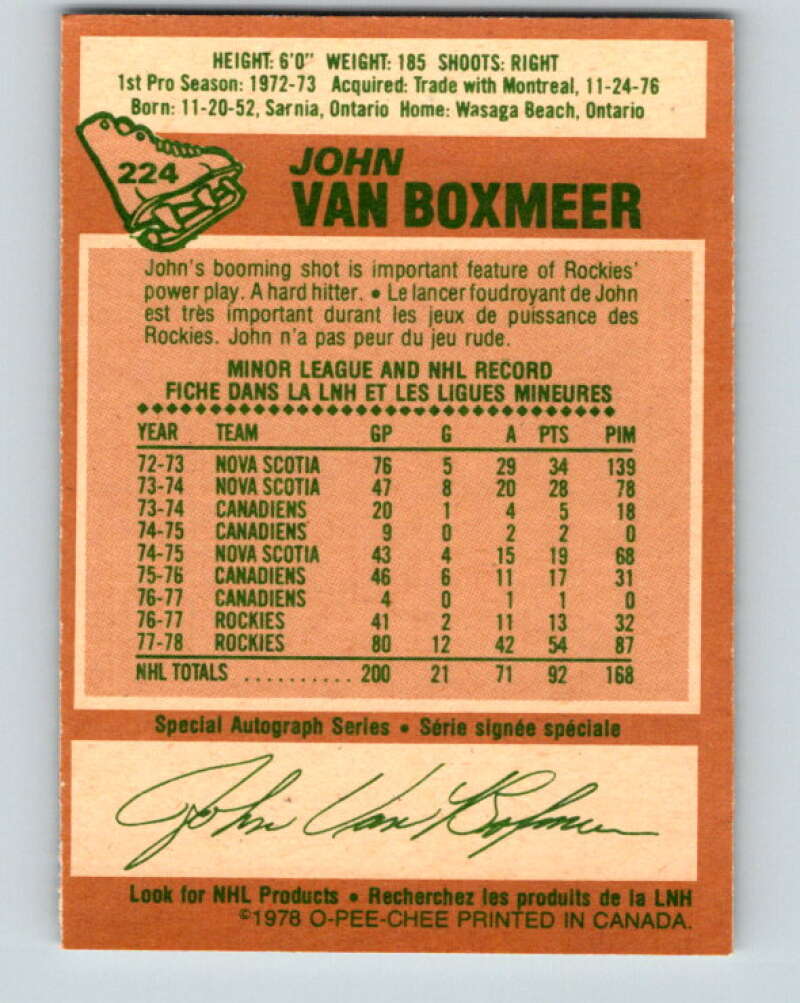 HEIGHT: 6'0" WEIGHT: 185 SHOOTS: RIGHT
1st Pro Season: 1972-73 Acquired: Trade with Montreal, 11-24-76
Born: 11-20-52, Sarnia, Ontario Home: Wasaga Beach, Ontario
224
JOHN
VAN BOXMEER
John's booming shot is important feature of Rockies'
power play. A hard hitter. • Le lancer foudroyant de John
est très important durant les jeux de puissance des
Rockies. John n'a pas peur du jeu rude.
MINOR LEAGUE AND NHL RECORD
FICHE DANS LA LNH ET LES LIGUES MINEURES
YEAR TEAM GP G A PTS PIM
72-73 NOVA SCOTIA 76 5 29 34 139
73-74 NOVA SCOTIA 47 8 20 28 78
73-74 CANADIENS 20 1 4 5 18
74-75 CANADIENS 9 0 2 2 0
74-75 NOVA SCOTIA 43 4 15 19 68
75-76 CANADIENS 46 6 11 17 31
76-77 CANADIENS 4 0 1 1 0
76-77 ROCKIES 41 2 11 13 32
77-78 ROCKIES 80 12 42 54 87
NHL TOTALS .......... 200 21 71 92 168
Special Autograph Series • Série signée spéciale
John Van Boxmeer
Look for NHL Products • Recherchez les produits de la LNH
©1978 O-PEE-CHEE PRINTED IN CANADA.